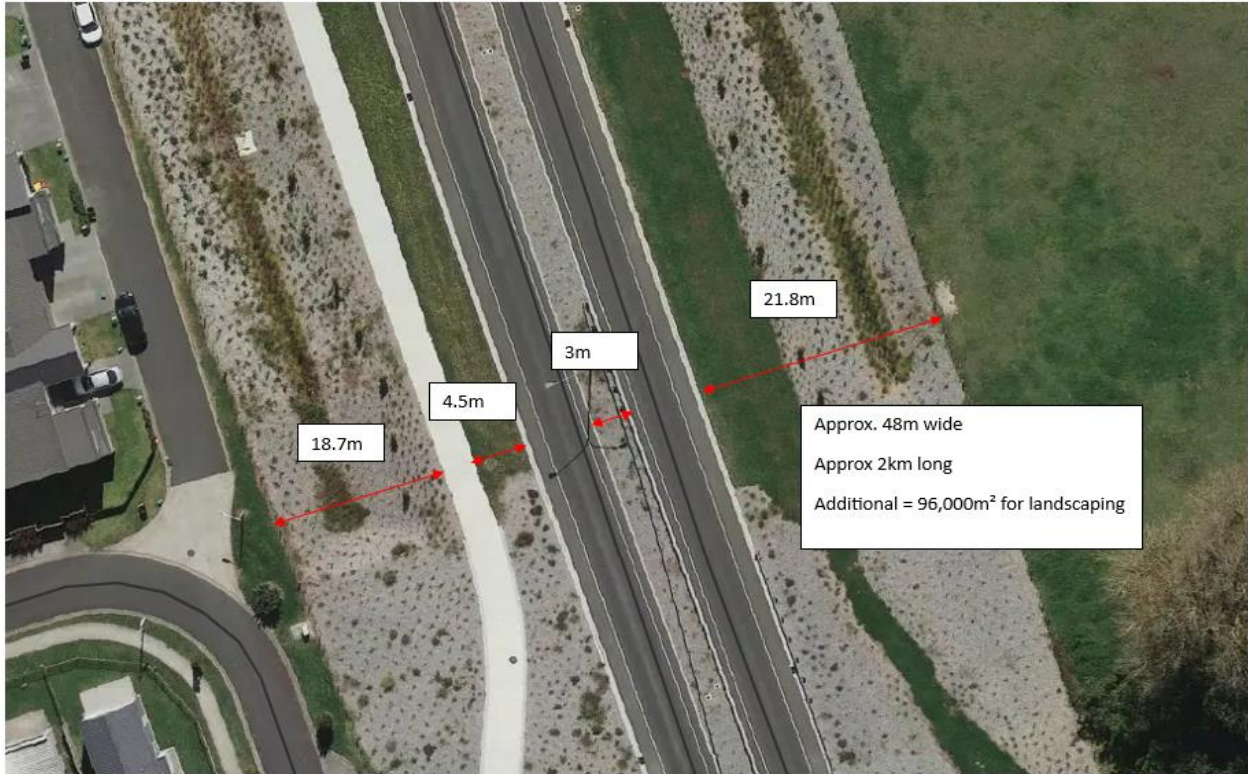 21.8m
3m
4.5m
18.7m
Approx. 48m wide
Approx 2km long
Additional = 96,000m² for landscaping